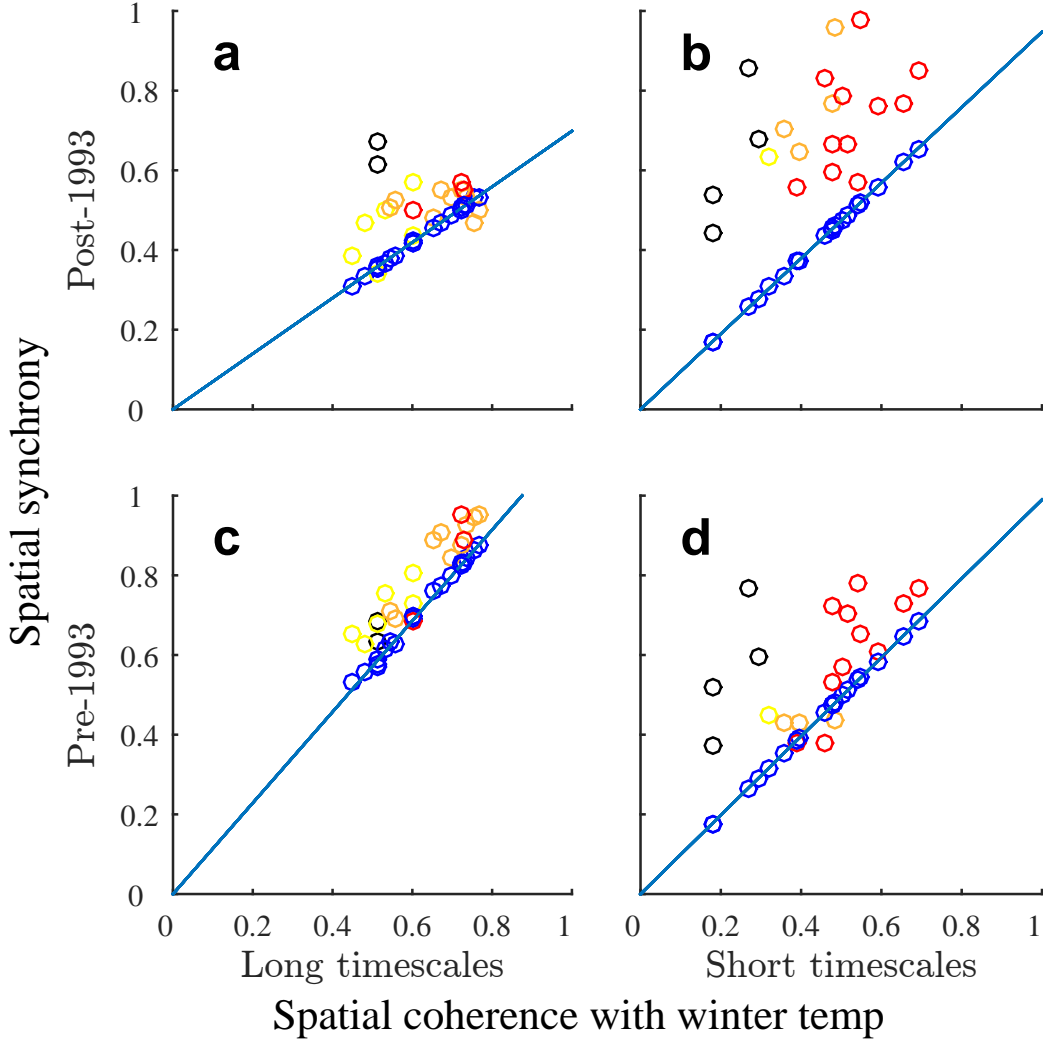 Spatial synchrony
Post-1993
Pre-1993
a
1
0.8
0.6
0.4
0.2
0
b
c
1
0.8
0.6
0.4
0.2
0
d
0 0.2 0.4 0.6 0.8 1
0 0.2 0.4 0.6 0.8 1
Long timescales
Short timescales
Spatial coherence with winter temp